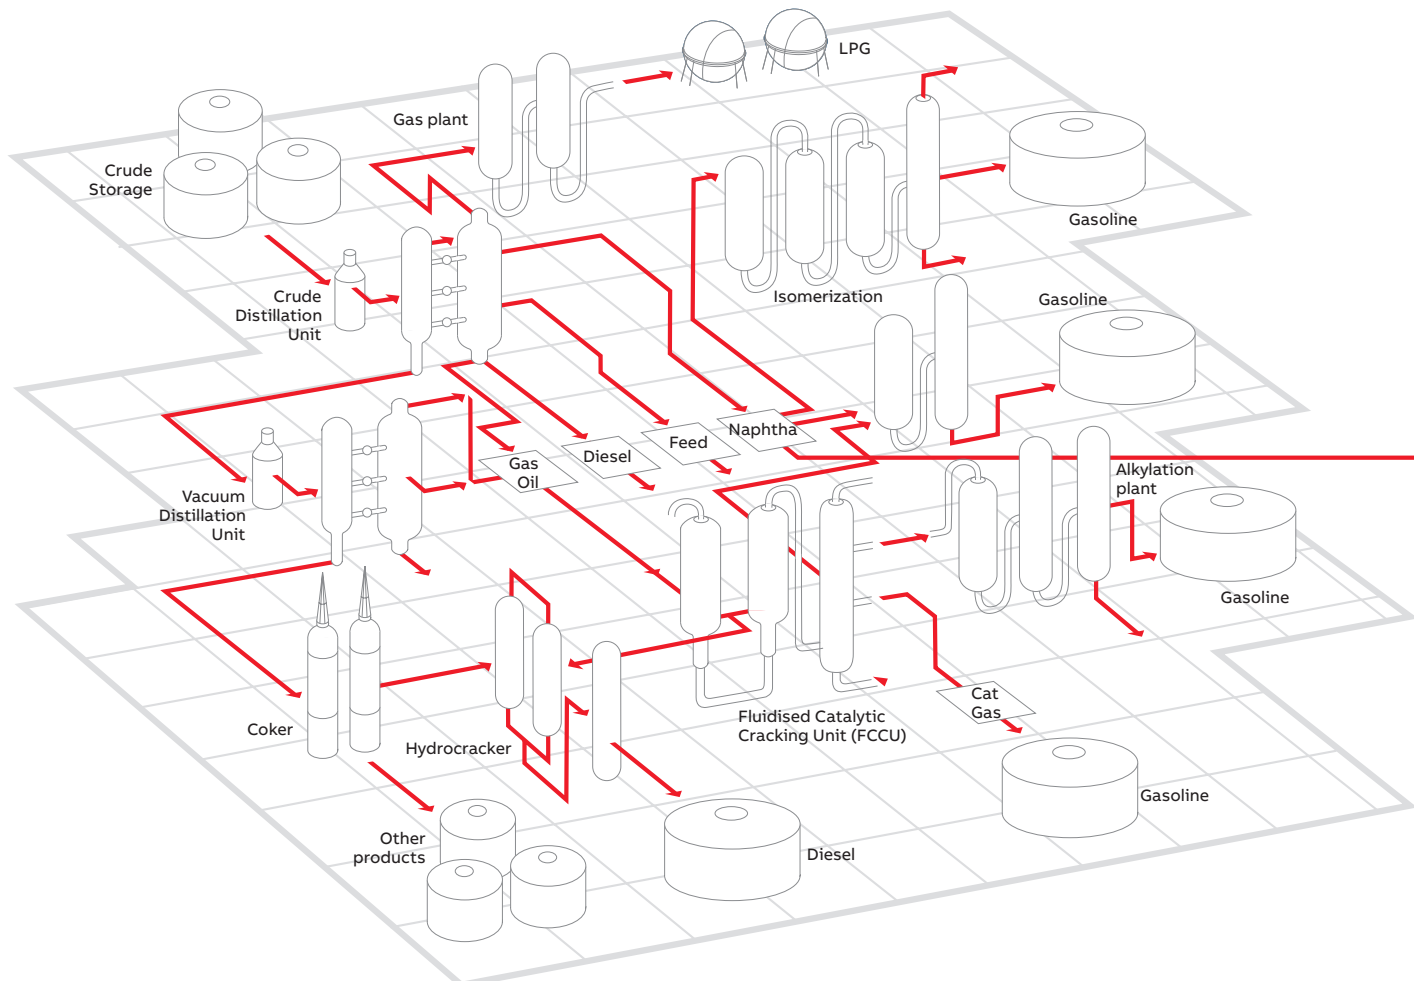 LPG
Gas plant
Crude
Storage
Gasoline
Isomerization
Crude
Distillation
Unit
Gasoline
Naphtha
Feed
Diesel
Gas
Oil
Alkylation
plant
Vacuum
Distillation
Unit
Gasoline
Cat
Gas
Fluidised Catalytic
Cracking Unit (FCCU)
Coker
Hydrocracker
Gasoline
Other
products
Diesel